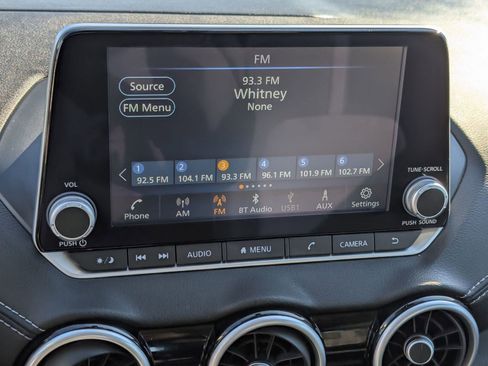 FM
Source
93.3 FM
Whitney
None
FM Menu
1 2 3 4 5 6
92.5 FM 104.1 FM 93.3 FM 96.1 FM 101.9 FM 102.7 FM
VOL
TUNE·SCROLL
Phone AM FM BT Audio USB1 AUX Settings
PUSH
PUSH SOUND
AUDIO MENU CAMERA